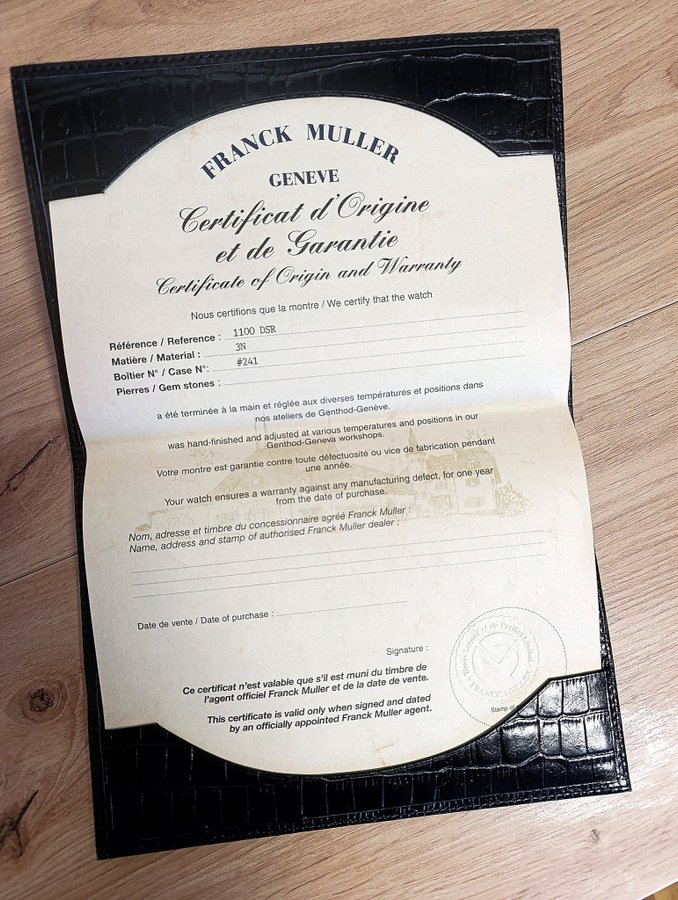 FRANCK MULLER
GENEVE
Certificat d'Origine
et de Garantie
Certificate of Origin and Warranty
Nous certifions que la montre / We certify that the watch
Référence / Reference : 1100 DSR
Matière / Material : 3N
Boîtier N° / Case N°: #241
Pierres / Gem stones :
a été terminée à la main et réglée aux diverses températures et positions dans
nos ateliers de Genthod-Genève.
was hand-finished and adjusted at various temperatures and positions in our
Genthod-Geneva workshops.
Votre montre est garantie contre toute défectuosité ou vice de fabrication pendant
une année.
Your watch ensures a warranty against any manufacturing defect, for one year
from the date of purchase.
Nom, adresse et timbre du concessionnaire agréé Franck Muller :
Name, address and stamp of authorised Franck Muller dealer :
Date de vente / Date of purchase :
Signature :
Ce certificat n'est valable que s'il est muni du timbre de
l'agent officiel Franck Muller et de la date de vente.
This certificate is valid only when signed and dated
by an officially appointed Franck Muller agent.
FRANCK MULLER
Stamp of